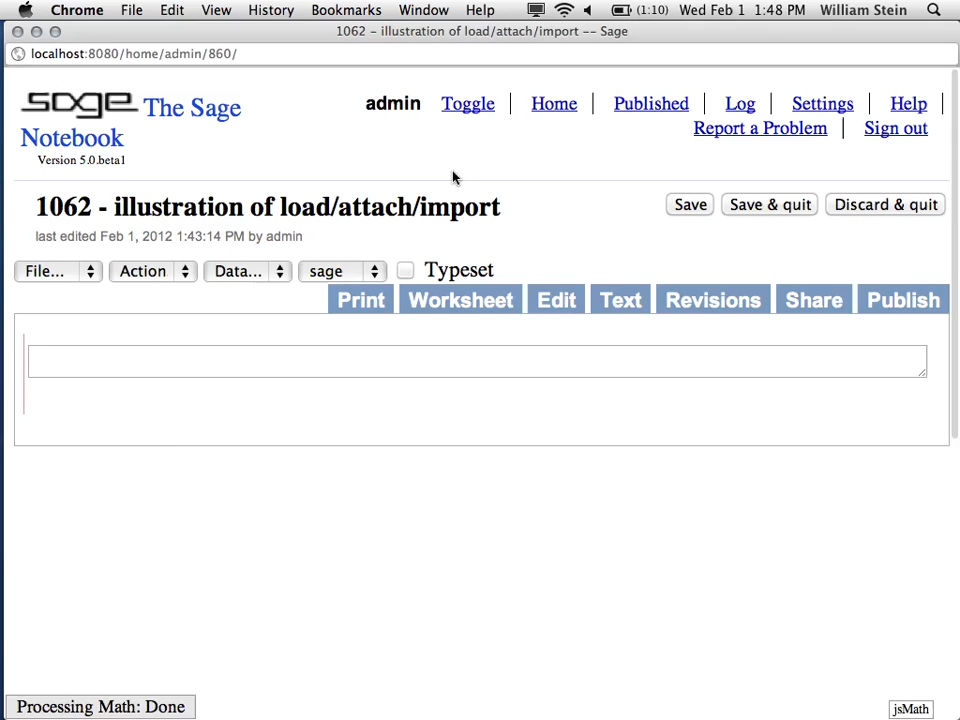 Chrome File Edit View History Bookmarks Window Help (1:10) Wed Feb 1 1:48 PM William Stein
1062 - illustration of load/attach/import -- Sage
localhost:8080/home/admin/860/
sage The Sage Notebook
Version 5.0.beta1
admin Toggle | Home | Published | Log | Settings | Help |
Report a Problem | Sign out
1062 - illustration of load/attach/import
Save Save & quit Discard & quit
last edited Feb 1, 2012 1:43:14 PM by admin
File... Action Data... sage Typeset
Print Worksheet Edit Text Revisions Share Publish
Processing Math: Done
jsMath